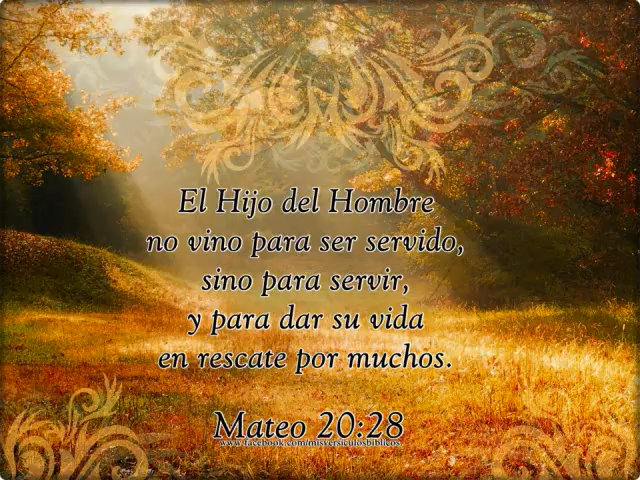 El Hijo del Hombre
no vino para ser servido,
sino para servir,
y para dar su vida
en rescate por muchos.
Mateo 20:28
www.facebook.com/misversiculosbiblicos